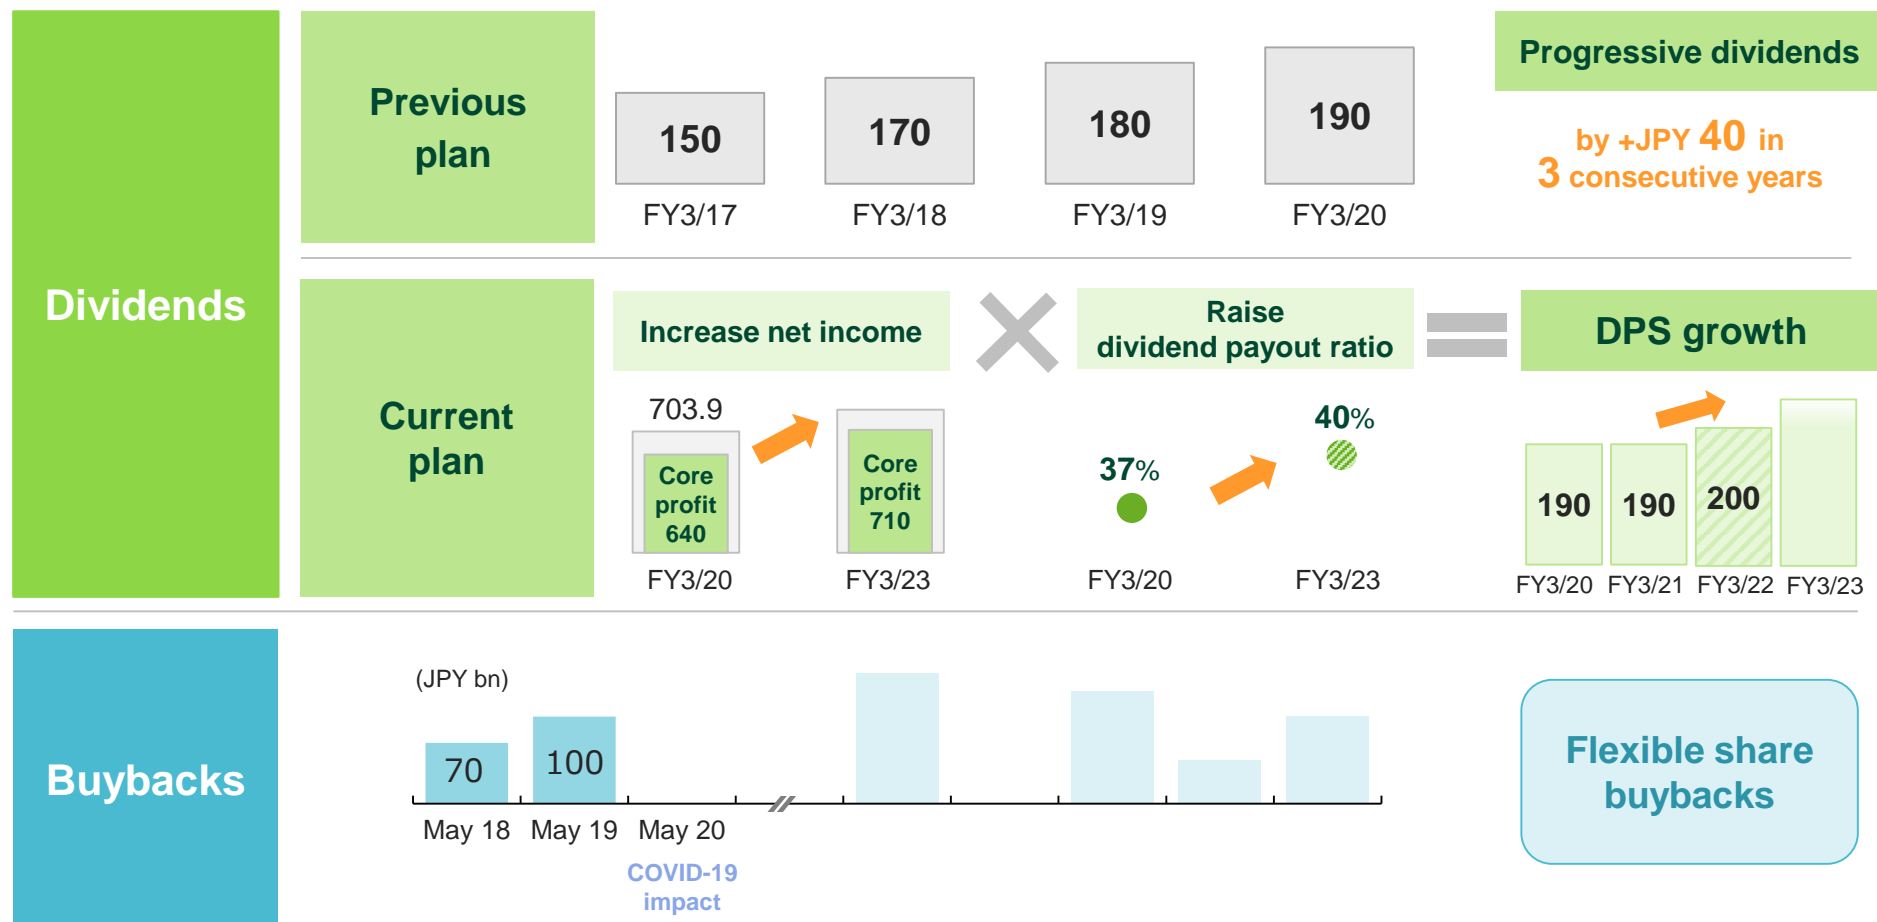 Dividends
Previous
plan
150
170
180
190
FY3/17
FY3/18
FY3/19
FY3/20
Progressive dividends
by +JPY 40 in
3 consecutive years
Current
plan
Increase net income
Raise
dividend payout ratio
DPS growth
703.9
Core
profit
640
Core
profit
710
FY3/20
FY3/23
37%
40%
FY3/20
FY3/23
190
190
200
FY3/20
FY3/21
FY3/22
FY3/23
Buybacks
(JPY bn)
70
100
May 18
May 19
May 20
COVID-19
impact
Flexible share
buybacks